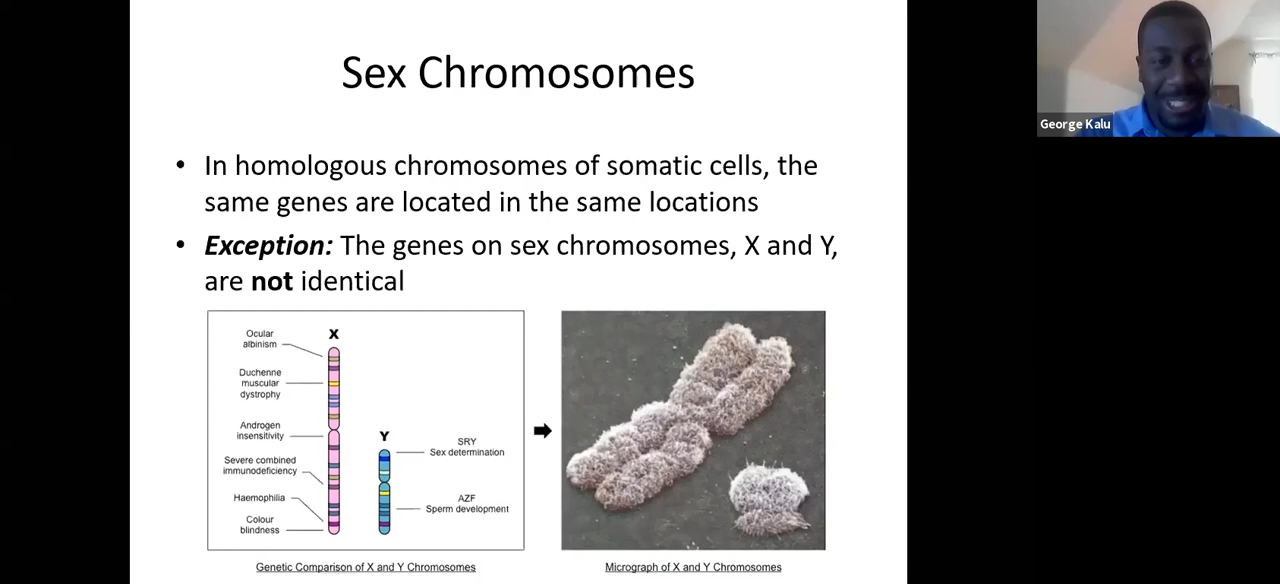 Sex Chromosomes
George Kalu
• In homologous chromosomes of somatic cells, the
same genes are located in the same locations
• Exception: The genes on sex chromosomes, X and Y,
are not identical
X
Ocular
albinism
Duchenne
muscular
dystrophy
Androgen
insensitivity
Severe combined
immunodeficiency
Haemophilia
Colour
blindness
Y
SRY
Sex determination
AZF
Sperm development
Genetic Comparison of X and Y Chromosomes
Micrograph of X and Y Chromosomes